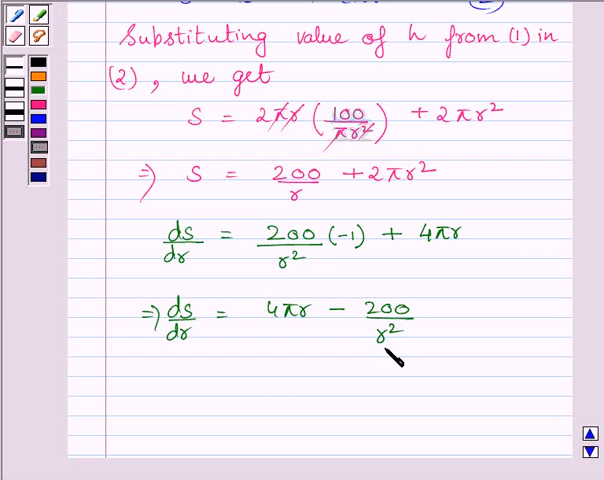 Substituting value of h from (1) in
(2), we get
S = 2πr (100/πr²) + 2πr²
⇒ S = 200/r + 2πr²
ds/dr = 200/r² (-1) + 4πr
⇒ ds/dr = 4πr - 200/r²